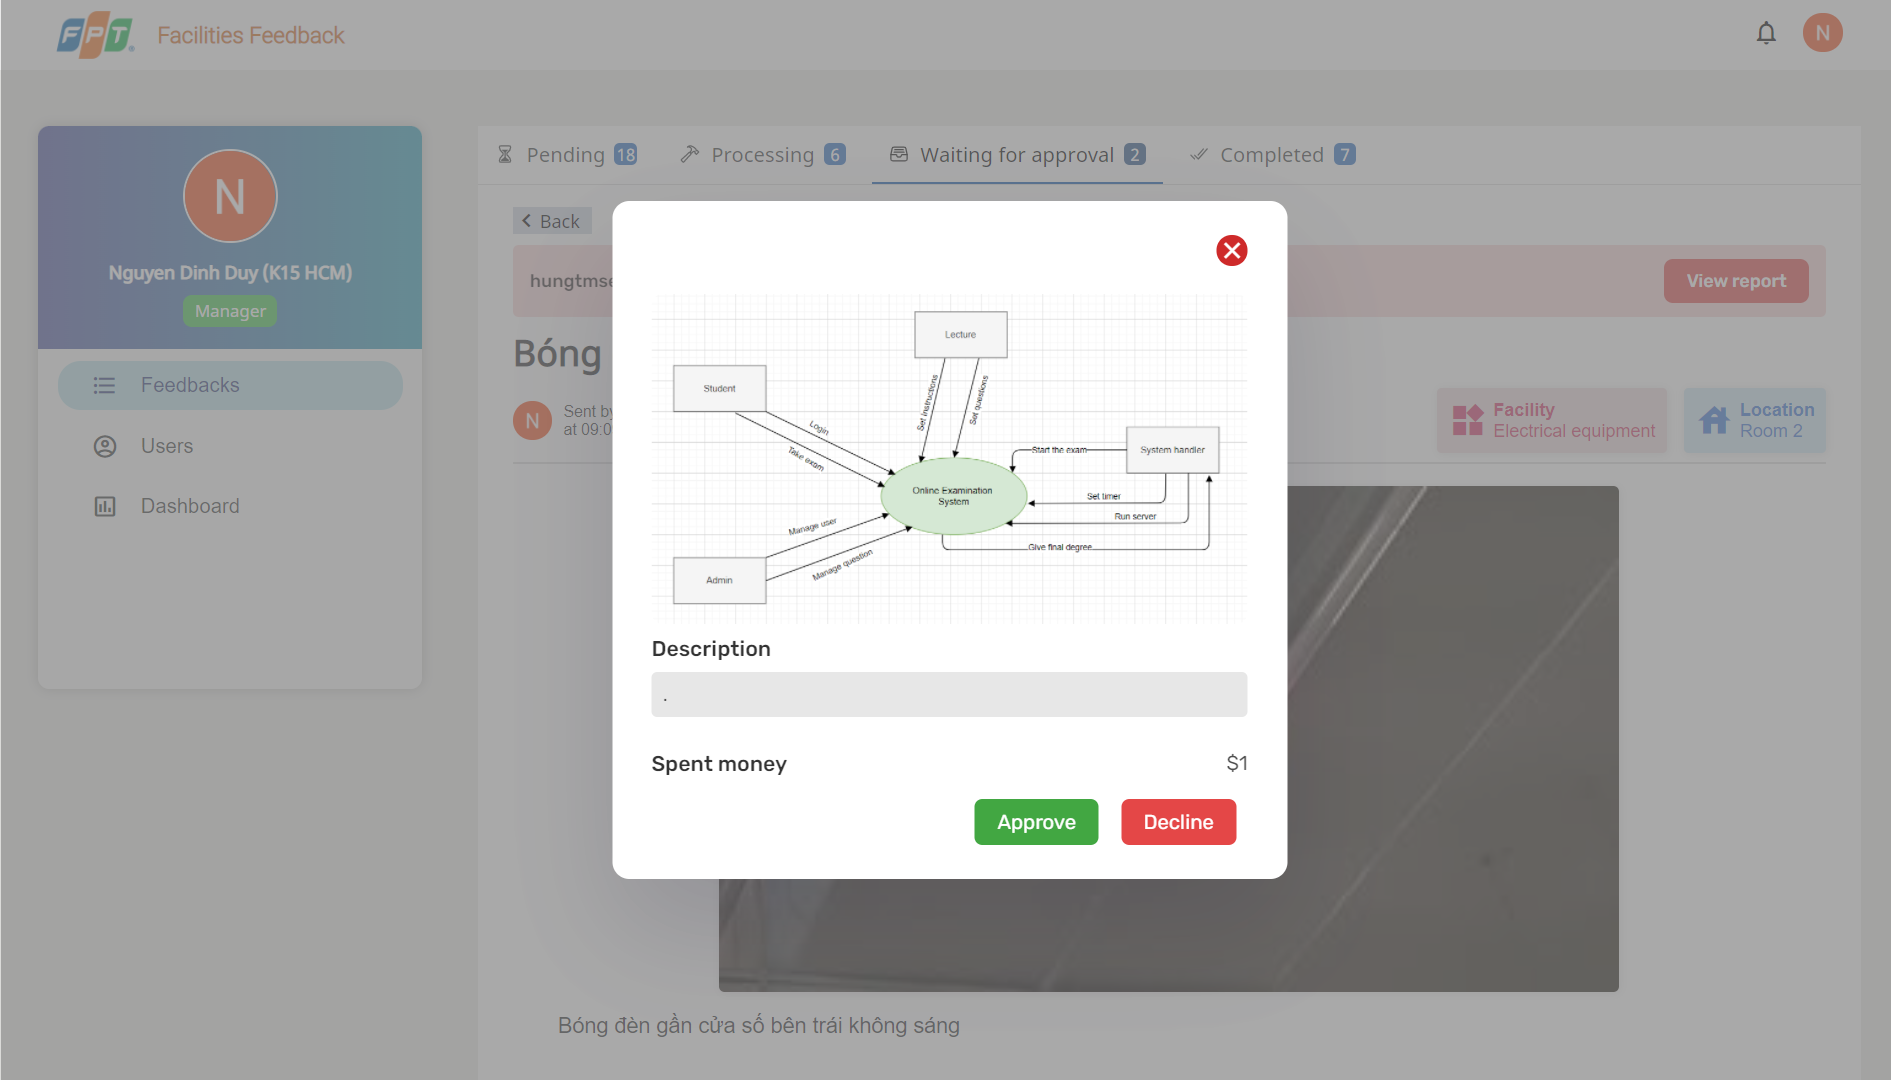 FPT Facilities Feedback
N
N
Nguyen Dinh Duy (K15 HCM)
Manager
Feedbacks
Users
Dashboard
Pending 18
Processing 6
Waiting for approval 2
Completed 7
Back
View report
Bóng
N
Sent
at 09:0
Facility
Electrical equipment
Location
Room 2
Lecture
Student
Set instructions
Set questions
Login
Take exam
Start the exam
System handler
Online Examination
System
Set timer
Run server
Manage user
Give final degree
Manage question
Admin
Description
.
Spent money
$1
Approve
Decline
Bóng đèn gần cửa sổ bên trái không sáng